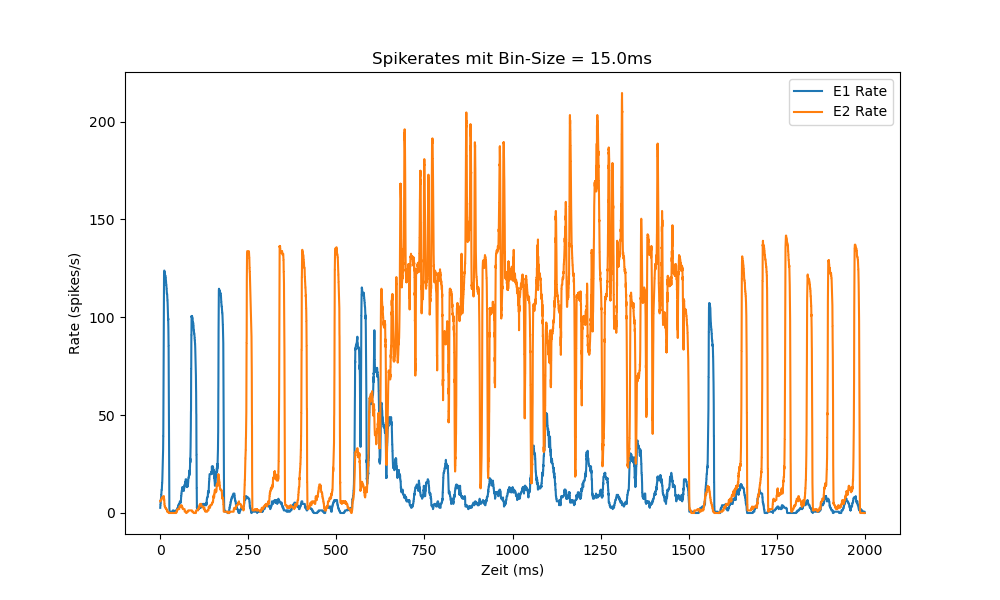 Spikerates mit Bin-Size = 15.0ms
E1 Rate
E2 Rate
Rate (spikes/s)
200
150
100
50
0
0 250 500 750 1000 1250 1500 1750 2000
Zeit (ms)